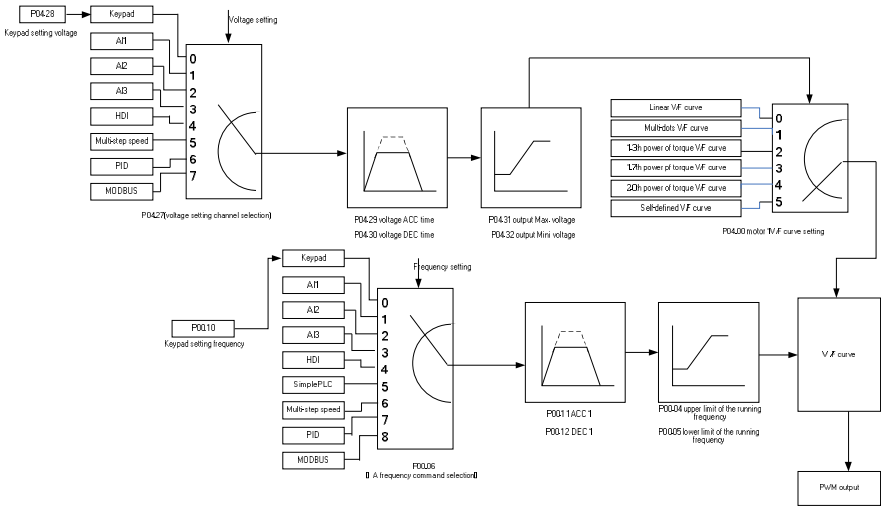 P04.28
Keypad
Voltage setting
Keypad setting voltage
AI1
AI2
AI3
HDI
Multi-step speed
PID
MODBUS
0
1
2
3
4
5
6
7
P04.27(voltage setting channel selection)
P04.29 voltage ACC time
P04.30 voltage DEC time
P04.31 output Max. voltage
P04.32 output Mini voltage
Linear V/F curve
Multi-dots V/F curve
1.3th power of torque V/F curve
1.7th power of torque V/F curve
2.0th power of torque V/F curve
Self-defined V/F curve
0
1
2
3
4
5
P04.00 motor 1V/F curve setting
Keypad
Frequency setting
AI1
AI2
AI3
HDI
SimplePLC
Multi-step speed
PID
MODBUS
P00.10
Keypad setting frequency
0
1
2
3
4
5
6
7
8
P00.06
A frequency command selection
P00.11 ACC 1
P00.12 DEC 1
P00.04 upper limit of the running
frequency
P00.05 lower limit of the running
frequency
V/F curve
PWM output